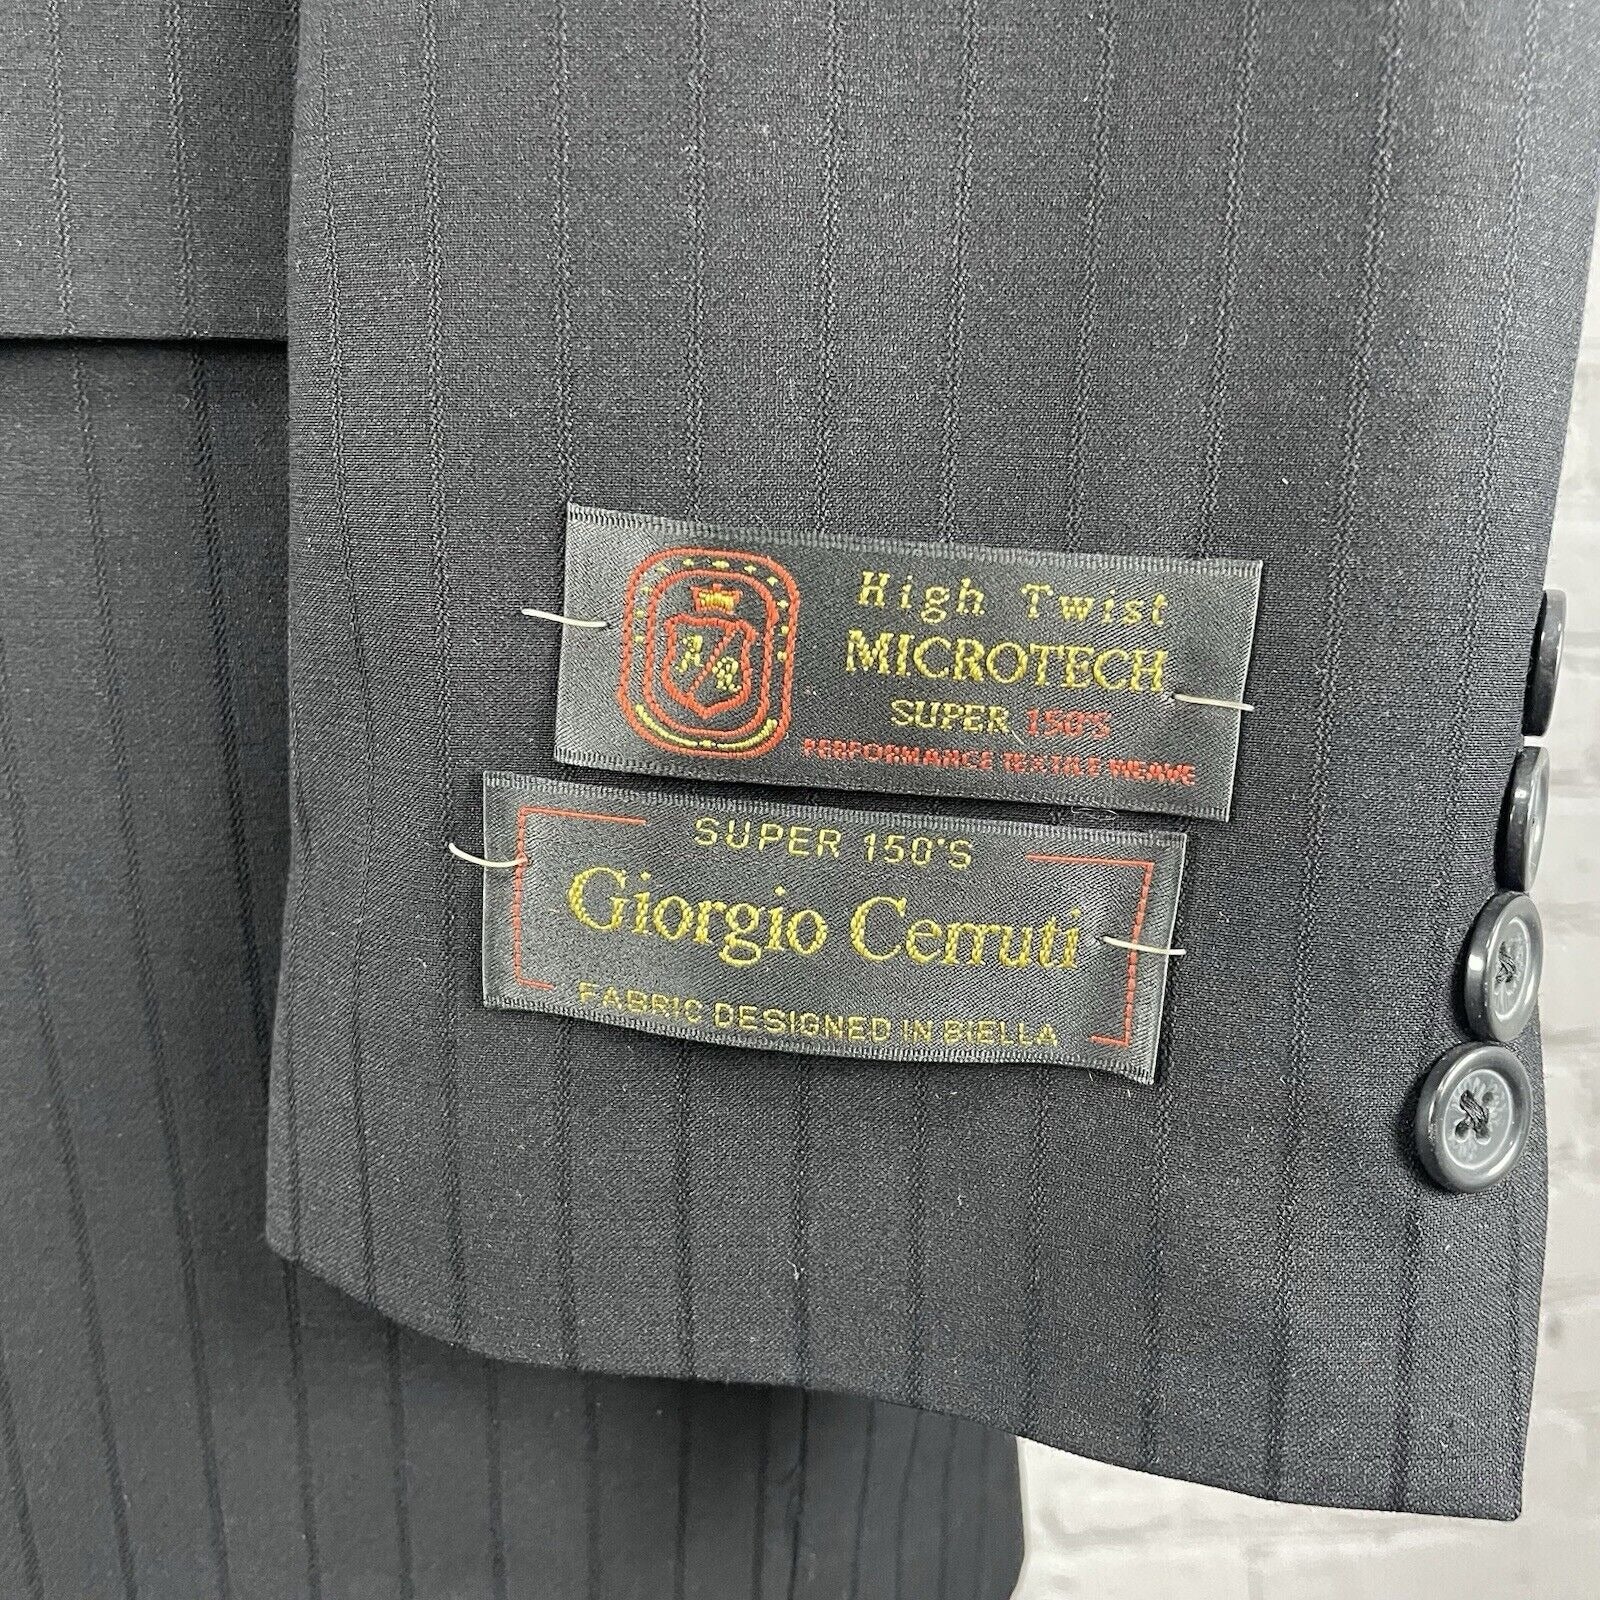 A R
High Twist
MICROTECH
SUPER 150'S
PERFORMANCE TEXTILE WEAVE
SUPER 150'S
Giorgio Cerruti
FABRIC DESIGNED IN BIELLA